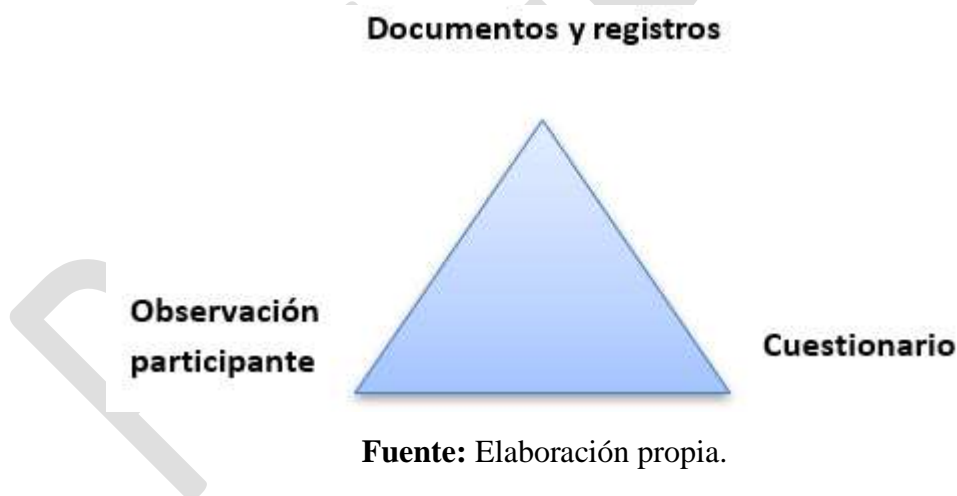 Documentos y registros
Observación
participante
Cuestionario
Fuente: Elaboración propia.